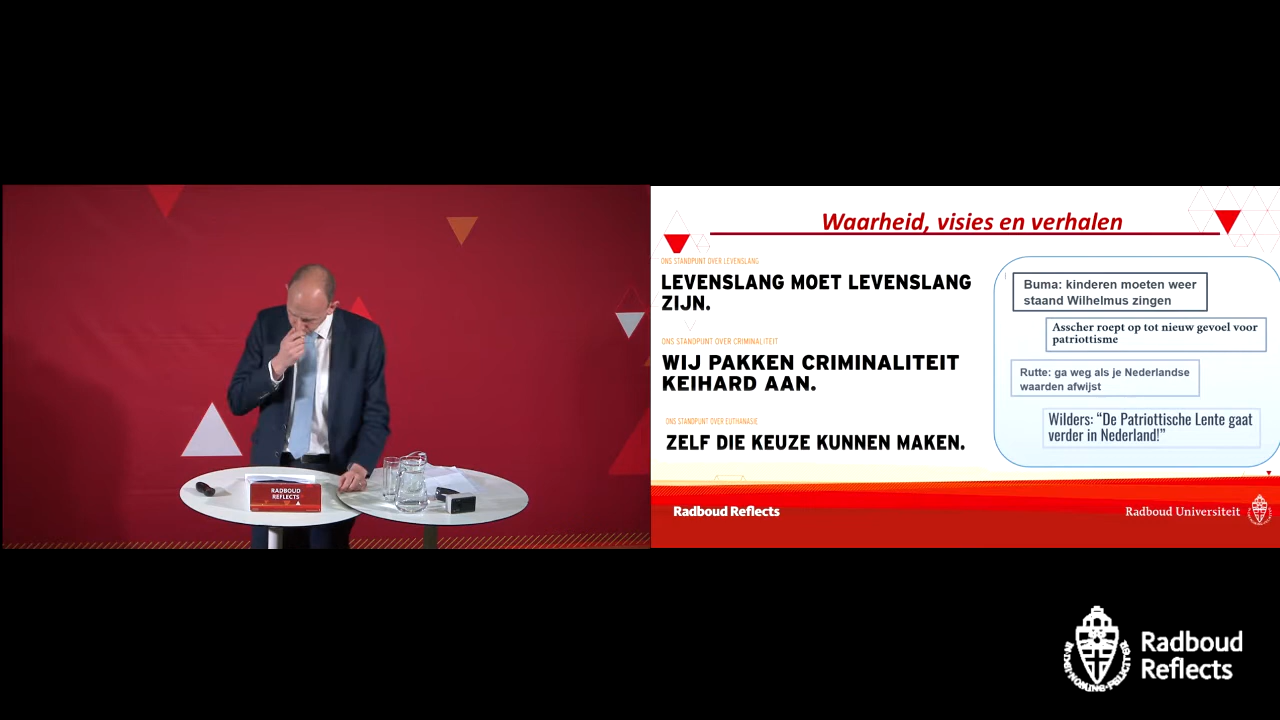 RADBOUD
REFLECTS
Waarheid, visies en verhalen
ONS STANDPUNT OVER LEVENSLANG
LEVENSLANG MOET LEVENSLANG
ZIJN.
ONS STANDPUNT OVER CRIMINALITEIT
WIJ PAKKEN CRIMINALITEIT
KEIHARD AAN.
ONS STANDPUNT OVER EUTHANASIE
ZELF DIE KEUZE KUNNEN MAKEN.
Buma: kinderen moeten weer
staand Wilhelmus zingen
Asscher roept op tot nieuw gevoel voor
patriottisme
Rutte: ga weg als je Nederlandse
waarden afwijst
Wilders: “De Patriottische Lente gaat
verder in Nederland!”
Radboud Reflects
Radboud Universiteit
Radboud
Reflects